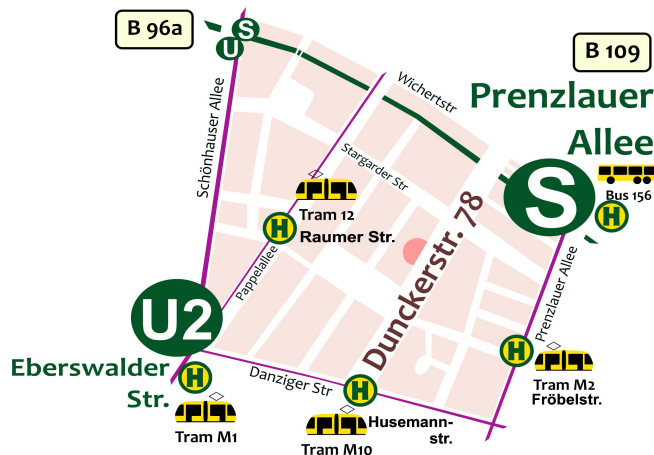 B 96a
S
U
B 109
Prenzlauer
Allee
Wichertstr
Schönhauser Allee
Stargarder Str
S
Bus 156
H
Tram 12
H
Raumer Str.
Dunckerstr. 78
Pappelallee
Prenzlauer Allee
U2
H
Tram M2
Fröbelstr.
Eberswalder
Str.
H
Danziger Str
H
Husemann-
str.
Tram M1
Tram M10